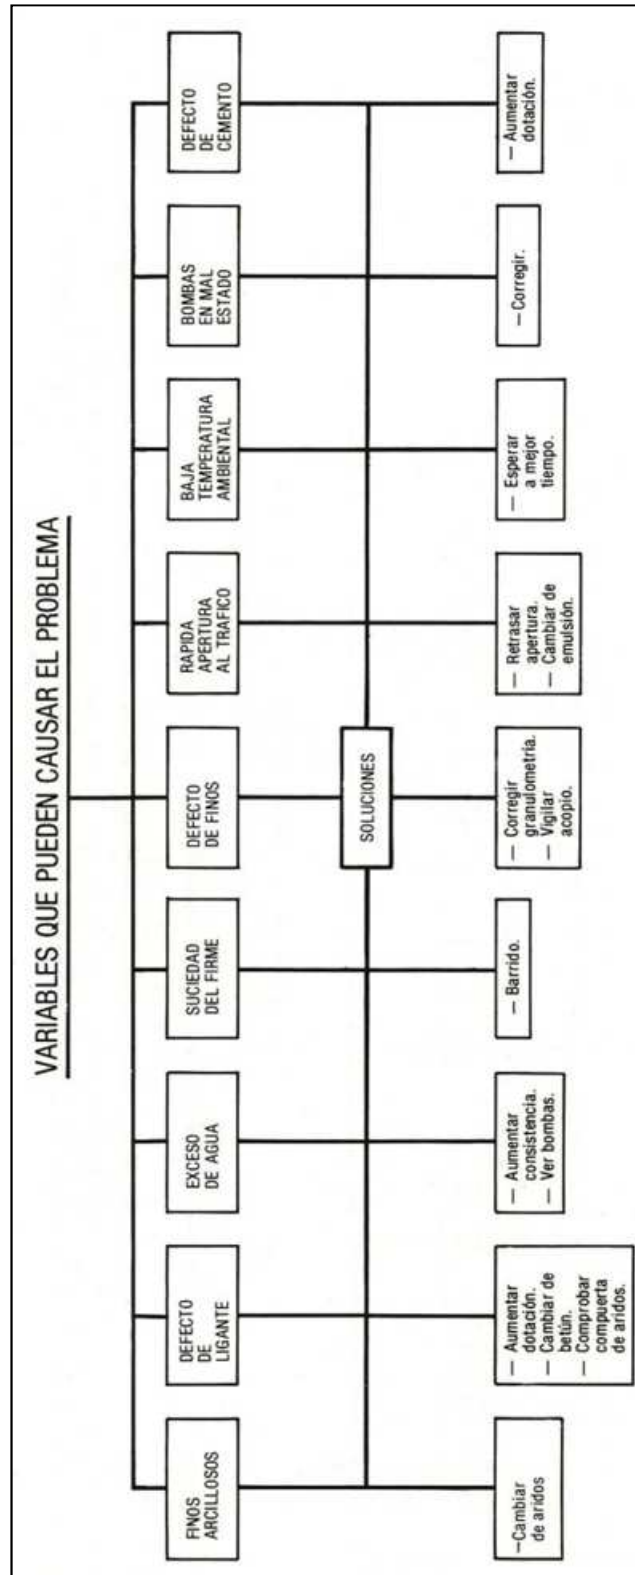 VARIABLES QUE PUEDEN CAUSAR EL PROBLEMA
FINOS
ARCILLOSOS
DEFECTO
DE
LIGANTE
EXCESO
DE AGUA
SUCIEDAD
DEL FIRME
DEFECTO
DE FINOS
RAPIDA
APERTURA
AL TRAFICO
BAJA
TEMPERATURA
AMBIENTAL
BOMBAS
EN MAL
ESTADO
DEFECTO
DE
CEMENTO
SOLUCIONES
—Cambiar
de aridos
— Aumentar
dotación.
— Cambiar de
betún.
— Comprobar
compuerta
de aridos.
— Aumentar
consistencia.
— Ver bombas.
— Barrido.
— Corregir
granulometría.
— Vigilar
acopio.
— Retrasar
apertura.
— Cambiar de
emulsión.
— Esperar
a mejor
tiempo.
— Corregir.
— Aumentar
dotación.